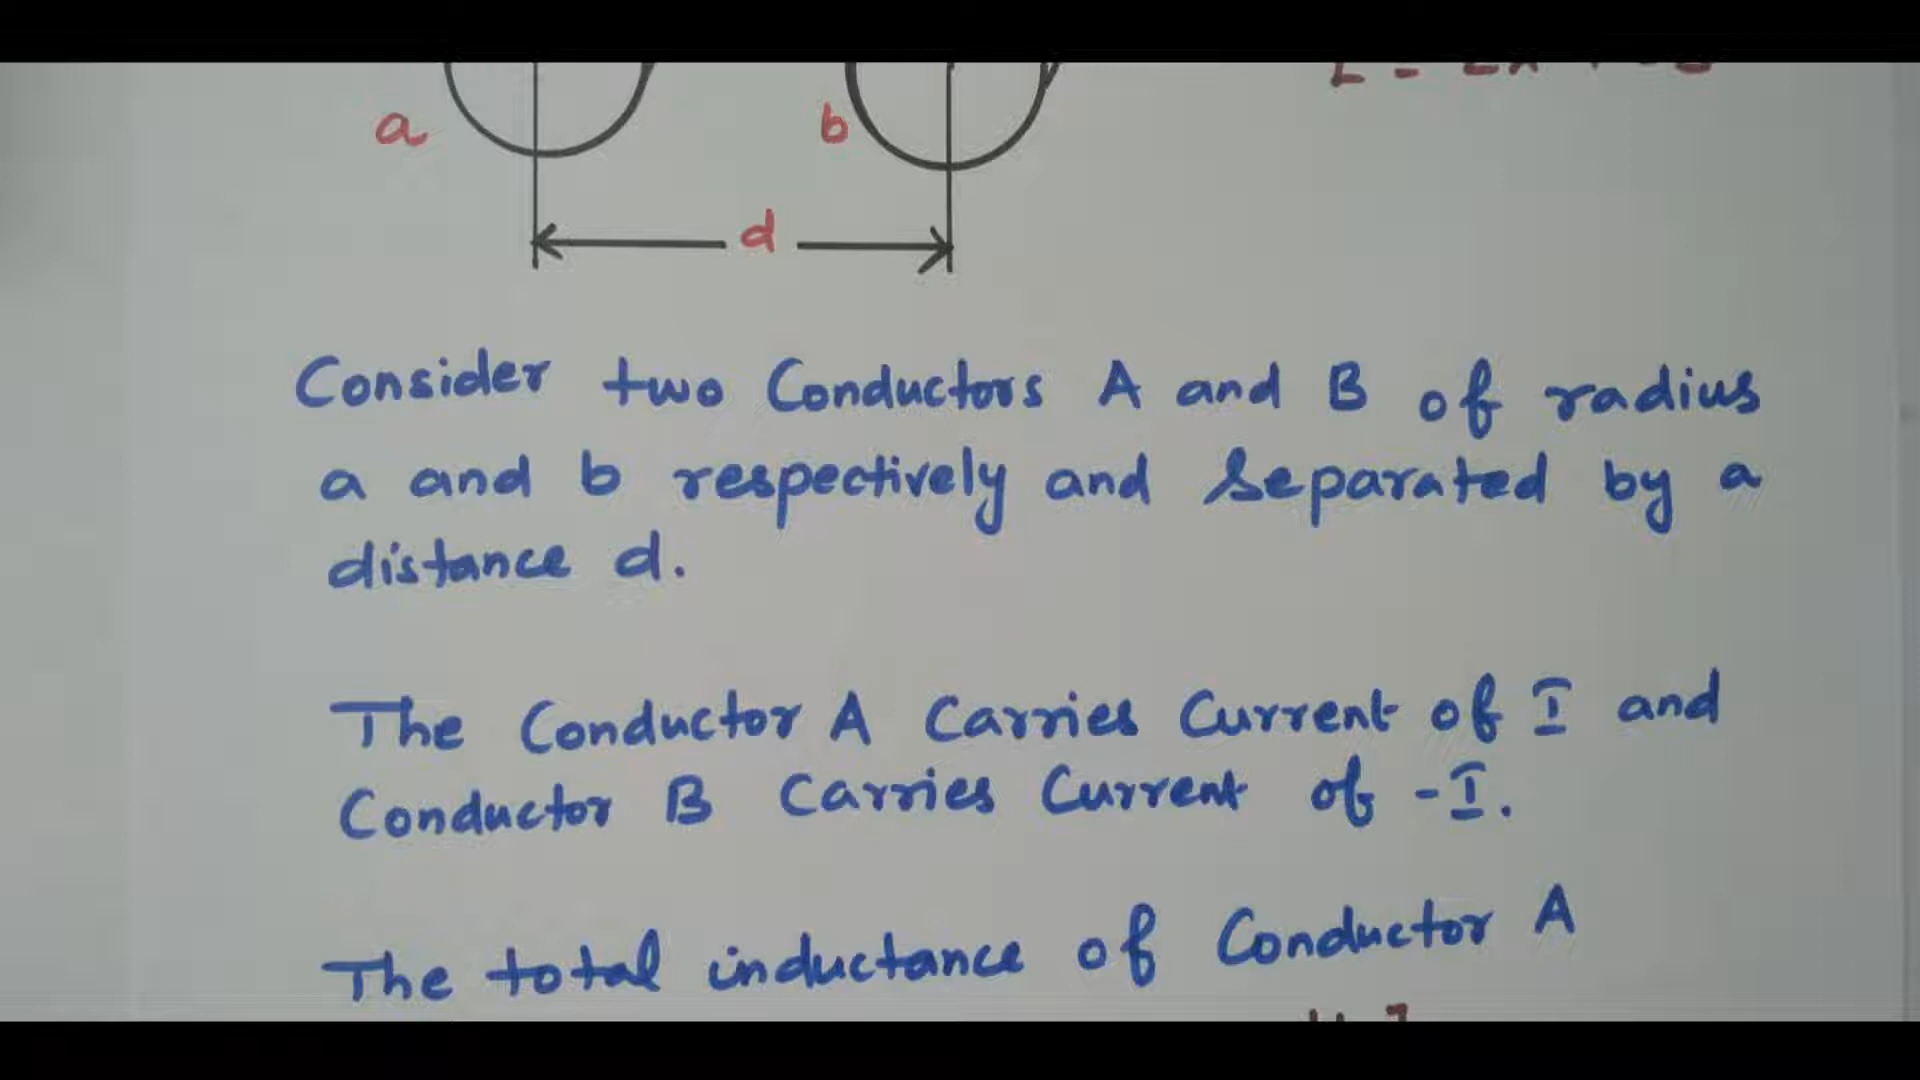 a b
d
Consider two Conductors A and B of radius
a and b respectively and Separated by a
distance d.
The Conductor A Carries Current of I and
Conductor B Carries Current of -I.
The total inductance of Conductor A